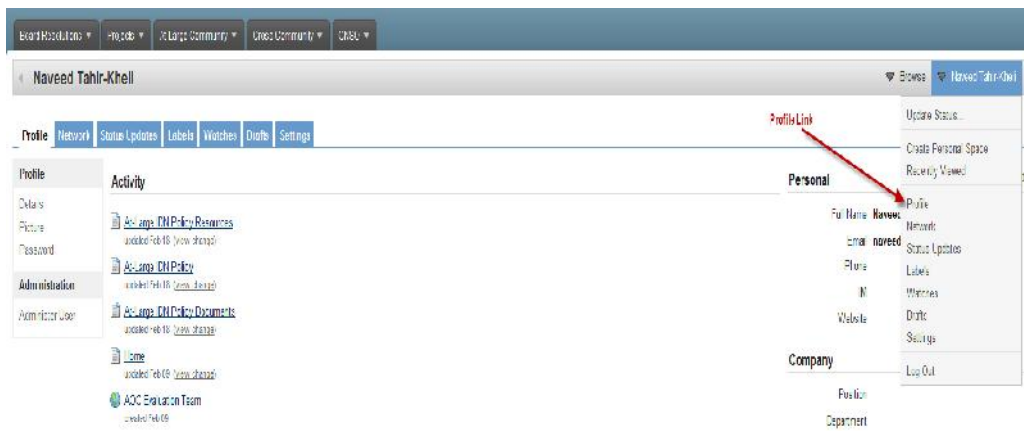 Board Resolutions Projects At Large Community Cross Community GNSO
Naveed Tahir-Kheli Browse Naveed Tahir-Kheli
Update Status...
Create Personal Space
Recently Viewed
Profile
Network
Status Updates
Labels
Watches
Drafts
Settings
Log Out
Profile Link
Profile Network Status Updates Labels Watches Drafts Settings
Profile
Details
Picture
Password
Administration
Administer User
Activity
At-Large IDN Policy Resources
updated Feb 18 (view change)
At-Large IDN Policy
updated Feb 18 (view change)
At-Large IDN Policy Documents
updated Feb 18 (view change)
Home
updated Feb 09 (view change)
AOC Evaluation Team
created Feb 09
Personal
Full Name Naveed
Email naveed
Phone
IM
Website
Company
Position
Department